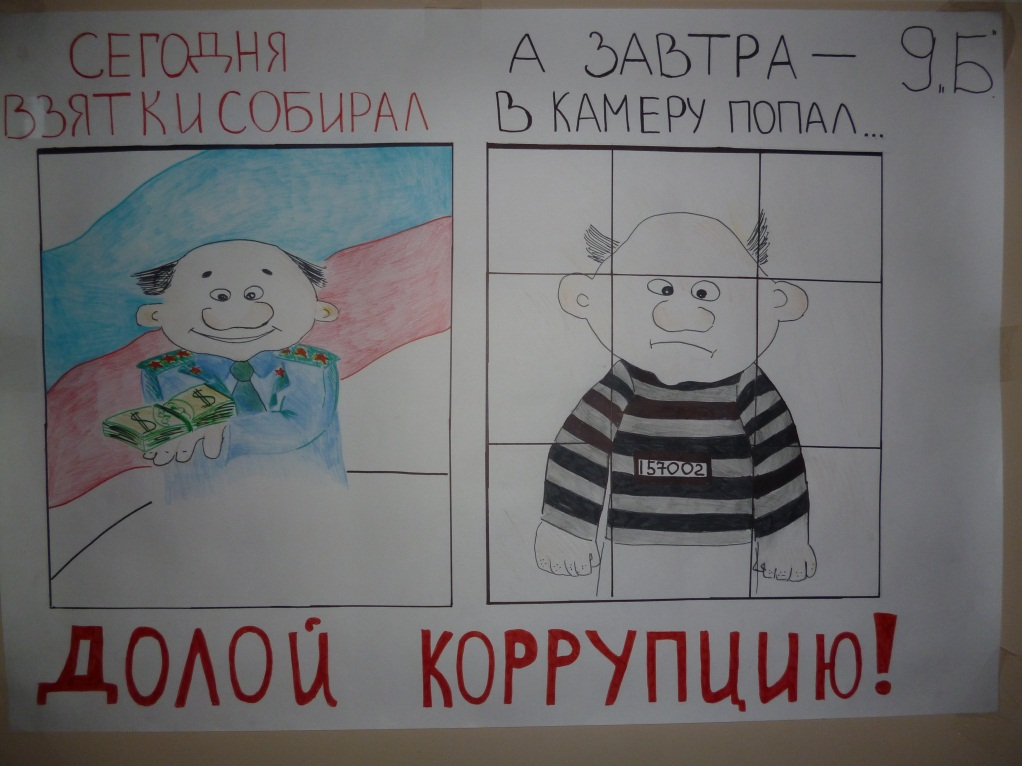 СЕГОДНЯ
ВЗЯТКИ СОБИРАЛ
А ЗАВТРА —
В КАМЕРУ ПОПАЛ...
9„Б"
$ $
157002
ДОЛОЙ КОРРУПЦИЮ!